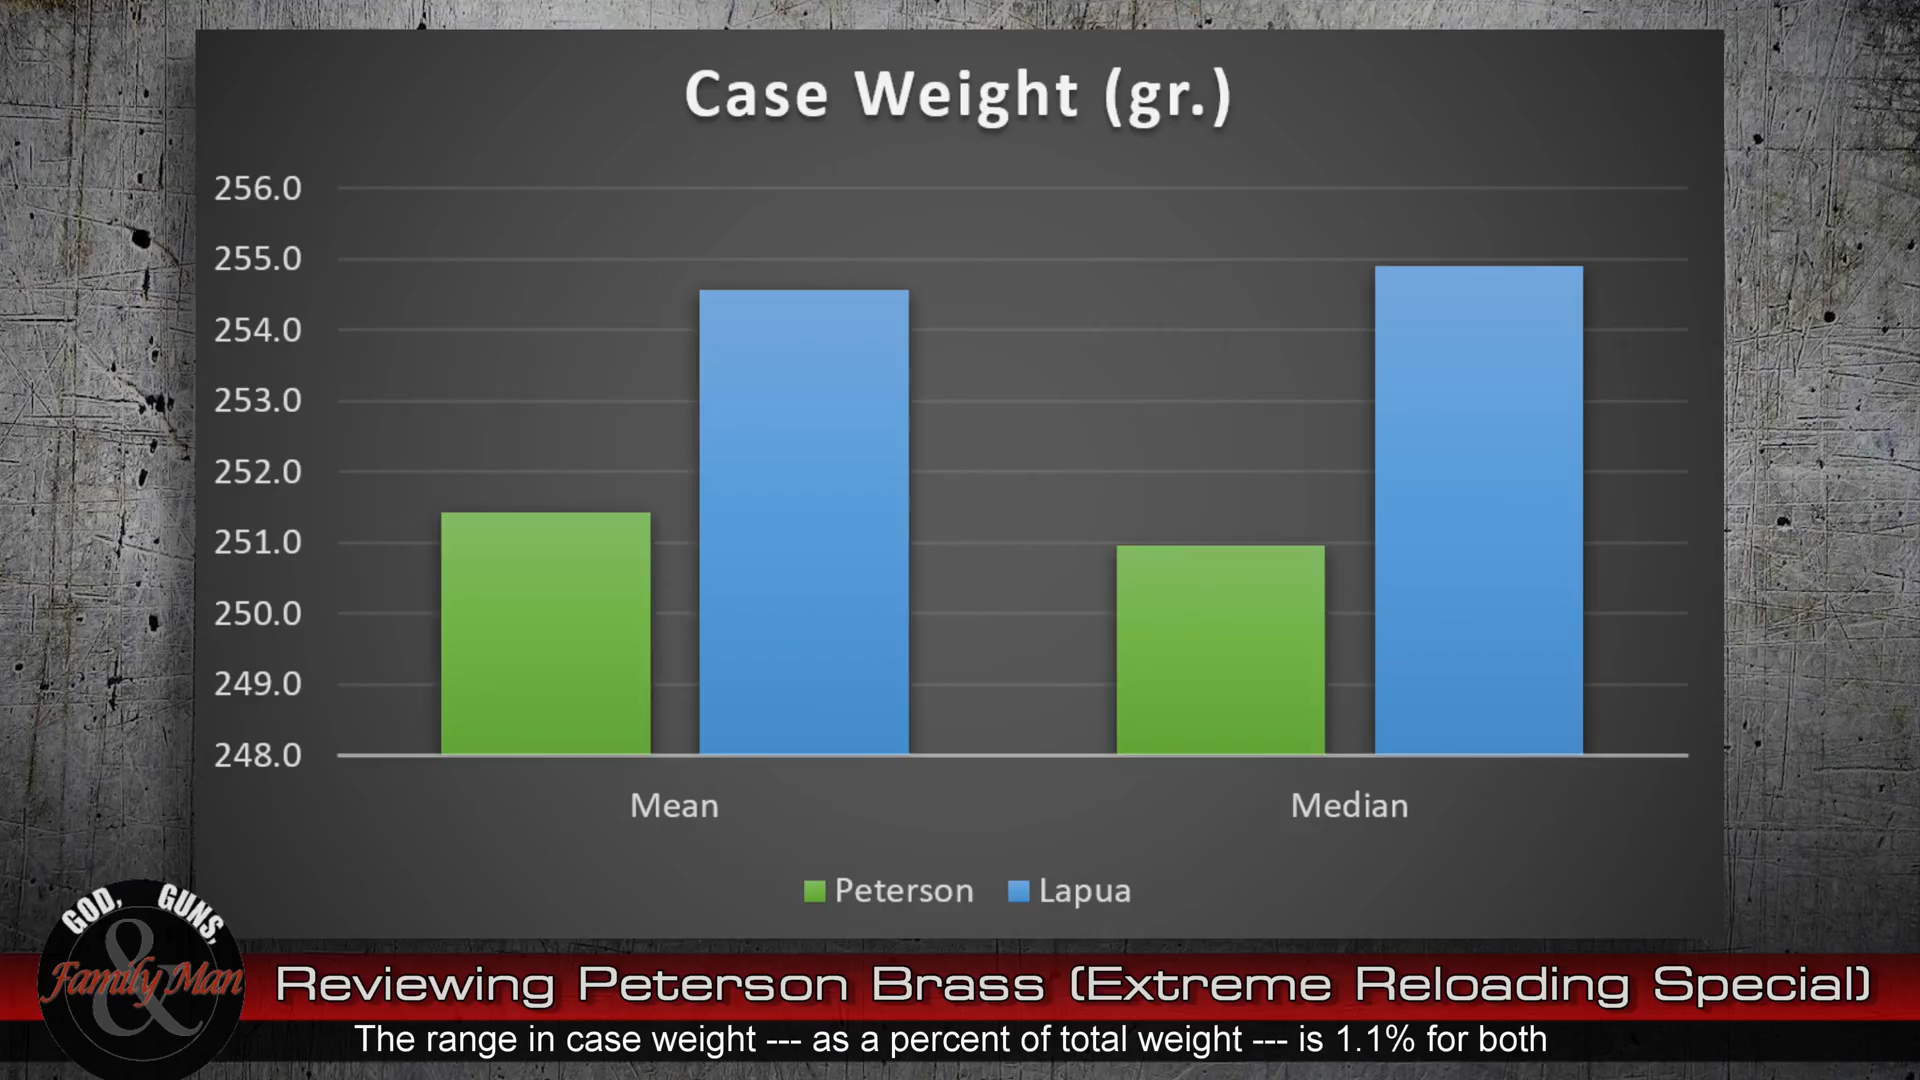 Case Weight (gr.)
256.0
255.0
254.0
253.0
252.0
251.0
250.0
249.0
248.0
Mean
Median
Peterson
Lapua
GOD, GUNS,
&
Family Man
Reviewing Peterson Brass (Extreme Reloading Special)
The range in case weight --- as a percent of total weight --- is 1.1% for both